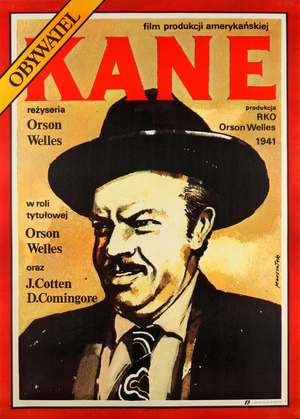 OBYWATEL
film produkcji amerykańskiej
KANE
reżyseria
Orson
Welles
produkcja
RKO
Orson Welles
1941
w roli
tytułowej
Orson
Welles
oraz
J.Cotten
D.Comingore